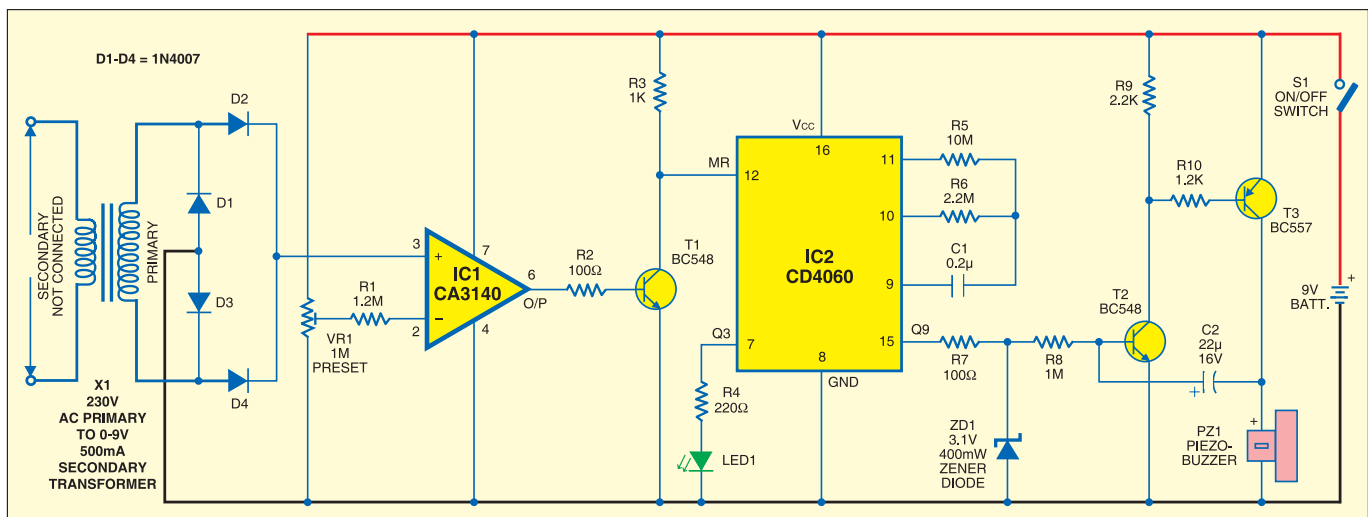 D1-D4 = 1N4007
SECONDARY
NOT CONNECTED
PRIMARY
D2
D1
D3
D4
X1
230V
AC PRIMARY
TO 0-9V
500mA
SECONDARY
TRANSFORMER
VR1
1M
PRESET
R1
1.2M
3
+
2
−
7
4
IC1
CA3140
6
O/P
R2
100Ω
R3
1K
T1
BC548
VCC
16
MR
12
IC2
CD4060
11
10
9
15
Q9
Q3
7
8
GND
R4
220Ω
LED1
R5
10M
R6
2.2M
C1
0.2µ
R7
100Ω
ZD1
3.1V
400mW
ZENER
DIODE
R8
1M
R9
2.2K
R10
1.2K
T2
BC548
T3
BC557
C2
22µ
16V
+
+
PZ1
PIEZO-
BUZZER
S1
ON/OFF
SWITCH
+
9V
BATT.